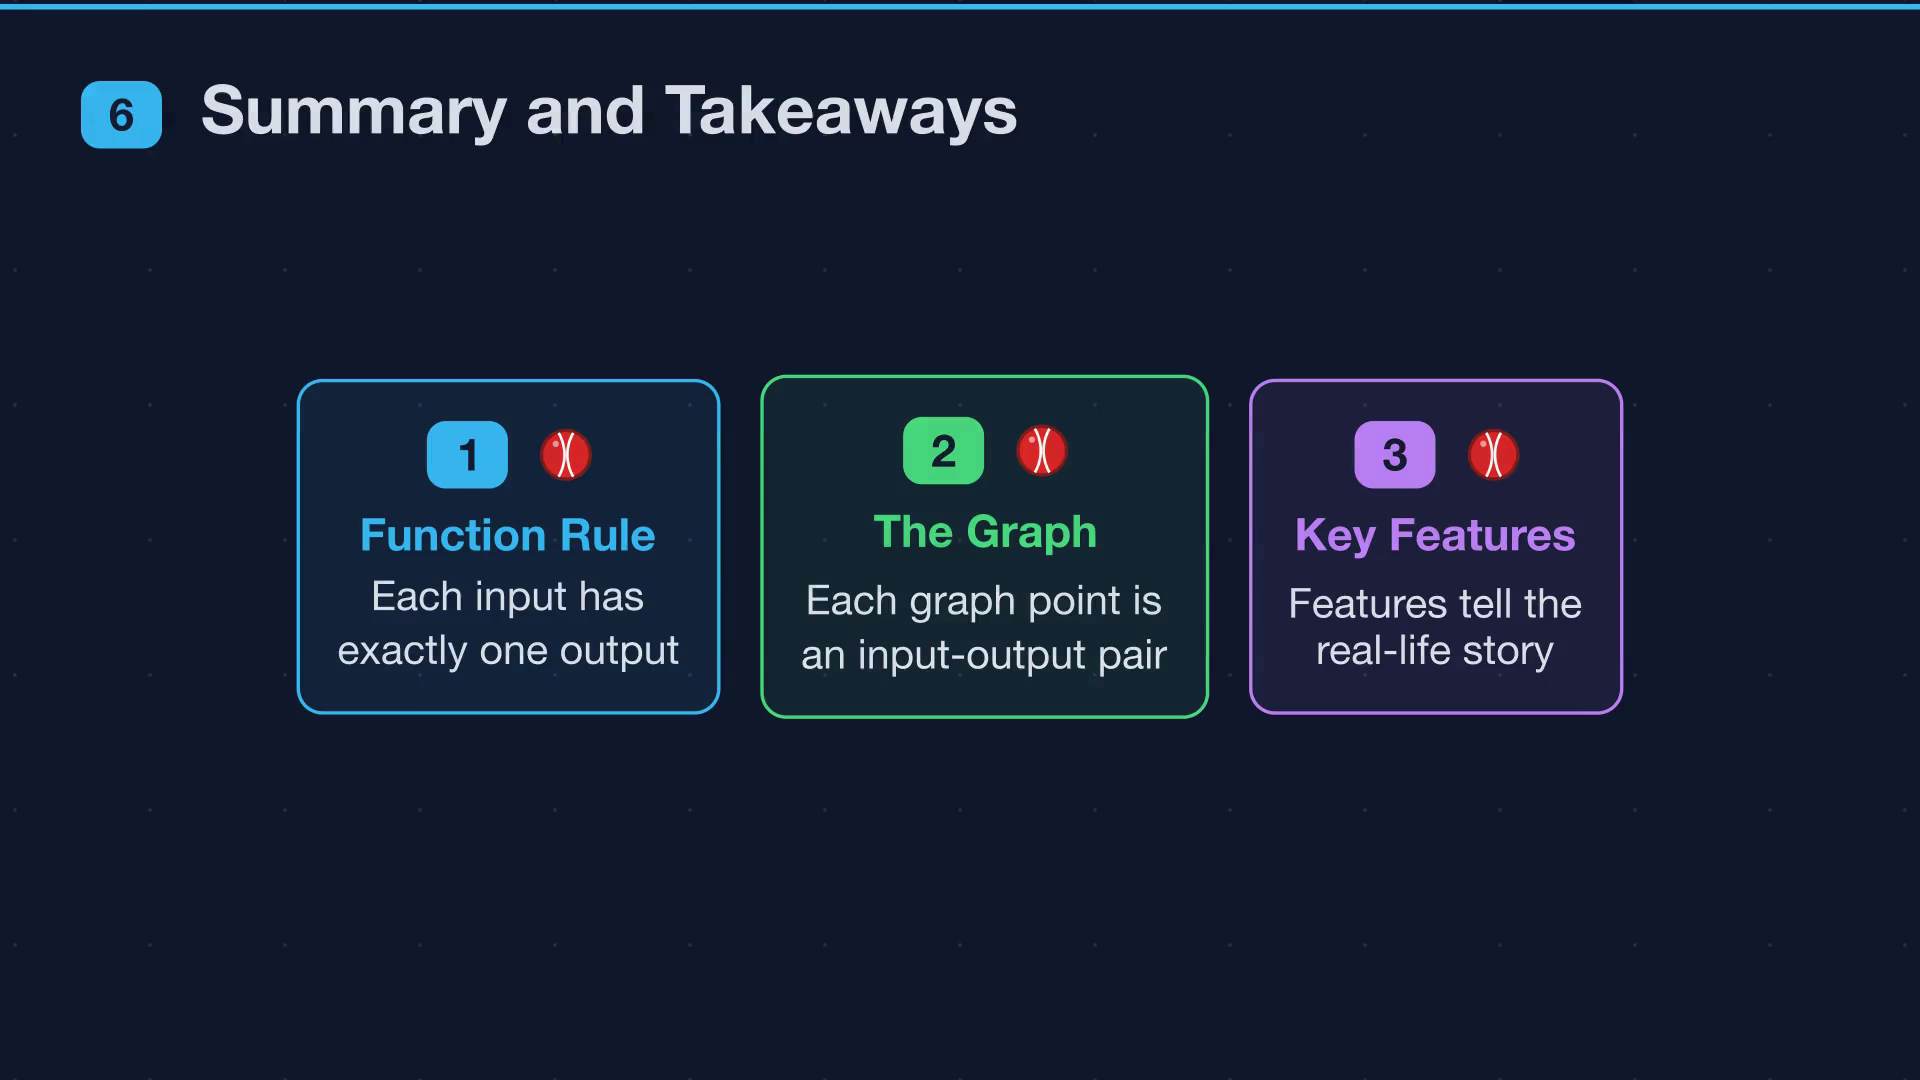 6
Summary and Takeaways
1
Function Rule
Each input has
exactly one output
2
The Graph
Each graph point is
an input-output pair
3
Key Features
Features tell the
real-life story